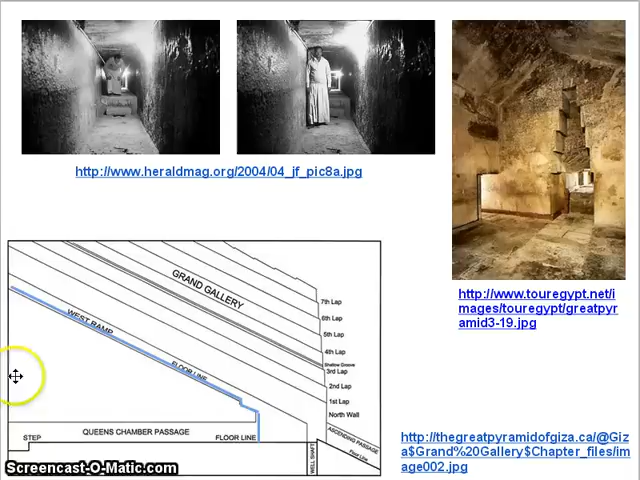 http://www.heraldmag.org/2004/04_jf_pic8a.jpg
http://www.touregypt.net/i
mages/touregypt/greatpyr
amid3-19.jpg
GRAND GALLERY
7th Lap
6th Lap
5th Lap
4th Lap
Shallow Groove
3rd Lap
2nd Lap
1st Lap
North Wall
WEST RAMP
FLOOR LINE
QUEENS CHAMBER PASSAGE
STEP
FLOOR LINE
WELL SHAFT
ASCENDING PASSAGE
Floor Line
http://thegreatpyramidofgiza.ca/@Giz
a$Grand%20Gallery$Chapter_files/im
age002.jpg
Screencast-O-Matic.com